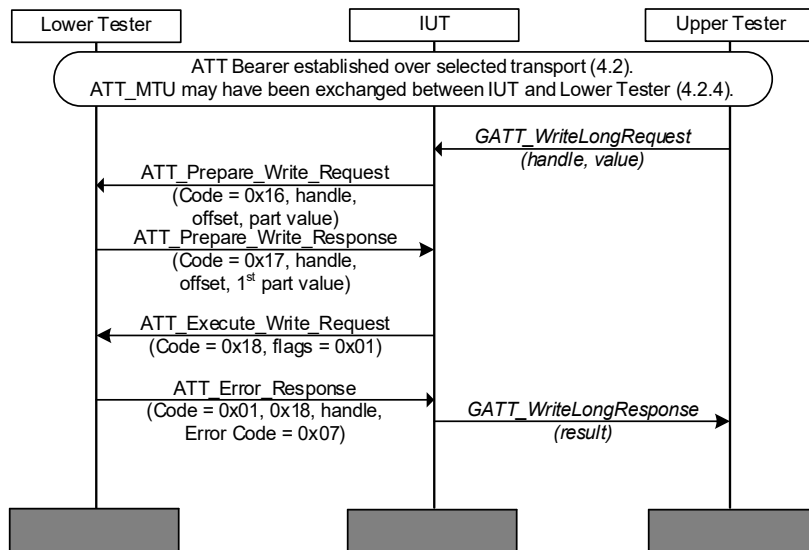 Lower Tester
IUT
Upper Tester
ATT Bearer established over selected transport (4.2).
ATT_MTU may have been exchanged between IUT and Lower Tester (4.2.4).
GATT_WriteLongRequest
(handle, value)
ATT_Prepare_Write_Request
(Code = 0x16, handle,
offset, part value)
ATT_Prepare_Write_Response
(Code = 0x17, handle,
offset, 1st part value)
ATT_Execute_Write_Request
(Code = 0x18, flags = 0x01)
ATT_Error_Response
(Code = 0x01, 0x18, handle,
Error Code = 0x07)
GATT_WriteLongResponse
(result)